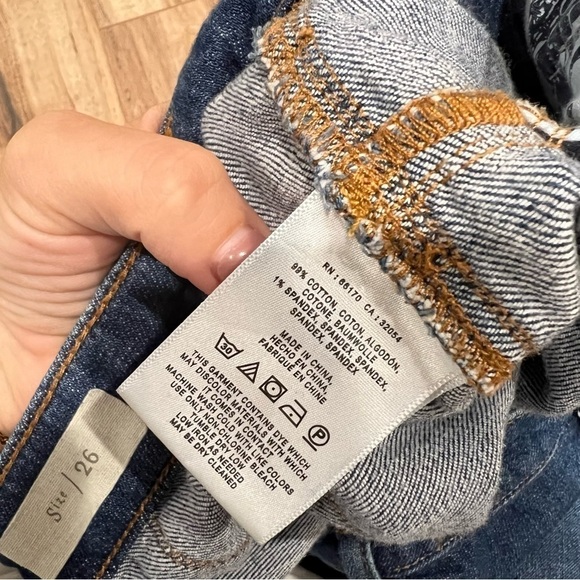 RN : 66170 CA : 32054
99% COTTON, COTON, ALGODÓN,
COTONE, BAUMWOLLE
1% SPANDEX, SPANDEX, SPANDEX,
SPANDEX, SPANDEX
MADE IN CHINA,
HECHO EN CHINA
30
P
THIS GARMENT CONTAINS DYE WHICH
MAY DISCOLOR MATERIALS WITH WHICH
IT COMES IN CONTACT
MACHINE WASH COLD WITH LIKE COLORS
USE ONLY NON-CHLORINE BLEACH
TUMBLE DRY LOW
LOW IRON AS NEEDED
MAY BE DRY CLEANED
Size / 26